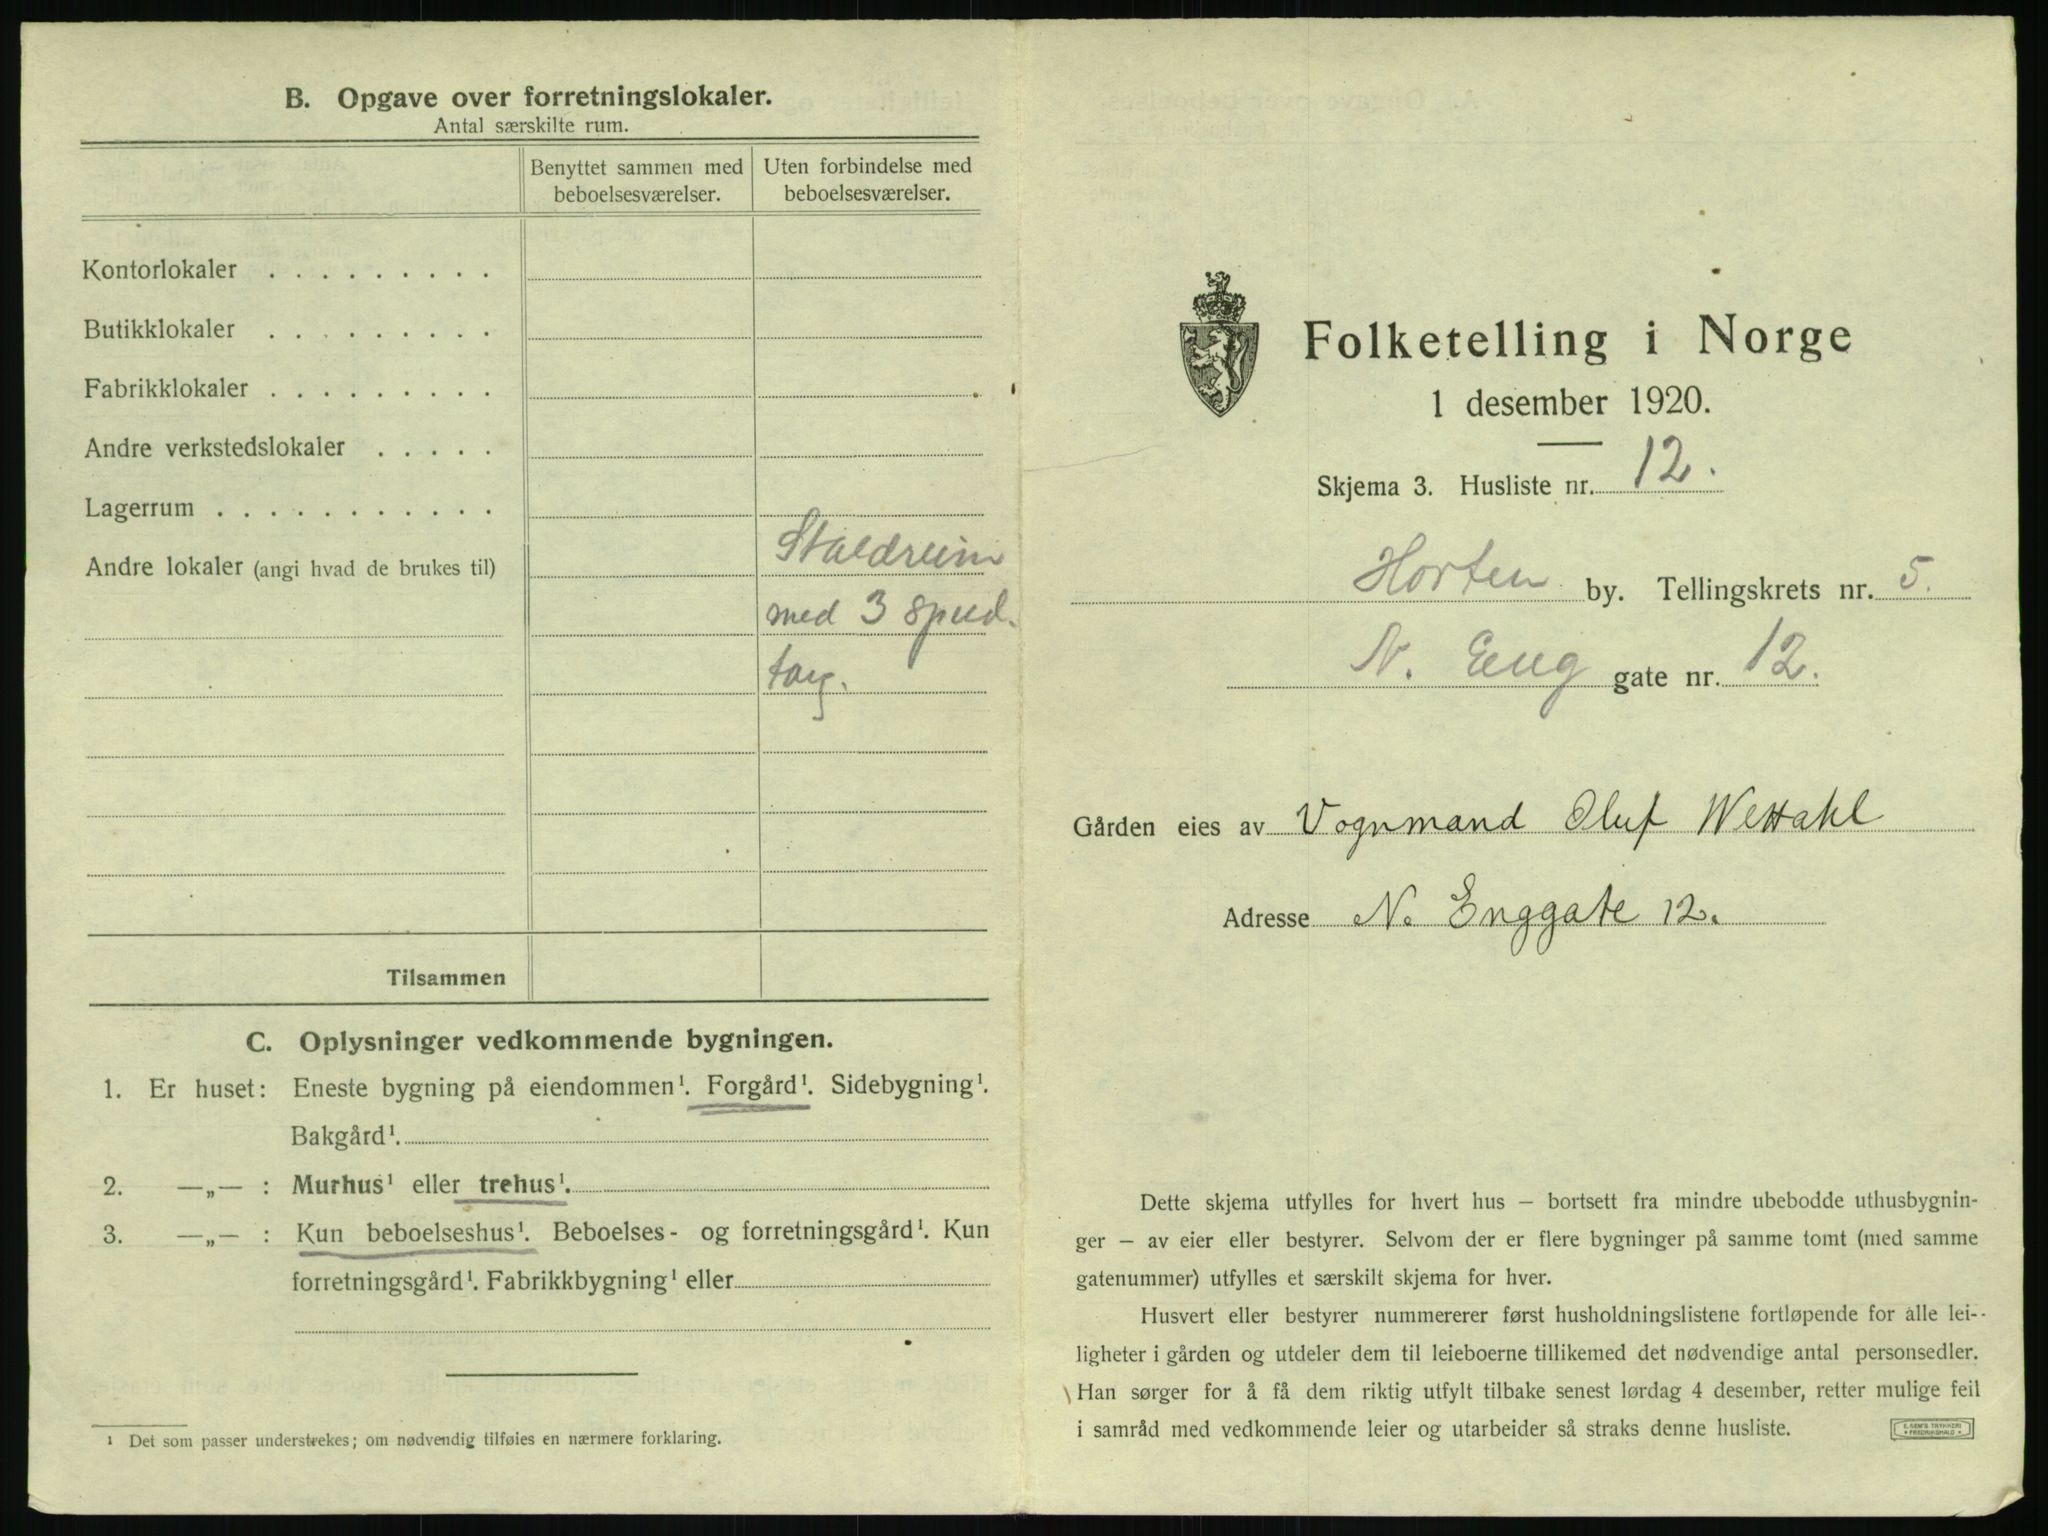 B. Opgave over forretningslokaler.
Antal særskilte rum.
Benyttet sammen med beboelsesværelser.
Uten forbindelse med beboelsesværelser.
Kontorlokaler . . . . . . . . .
Butikklokaler . . . . . . . . .
Fabrikklokaler . . . . . . . . .
Andre verkstedslokaler . . . . .
Lagerrum . . . . . . . . . . .
Andre lokaler (angi hvad de brukes til)
Staldrum
med 3 spiltaug.
Tilsammen
C. Oplysninger vedkommende bygningen.
1. Er huset: Eneste bygning på eiendommen¹. Forgård¹. Sidebygning¹.
Bakgård¹.
2. —„— : Murhus¹ eller trehus¹.
3. —„— : Kun beboelseshus¹. Beboelses- og forretningsgård¹. Kun
forretningsgård¹. Fabrikkbygning¹ eller
¹ Det som passer understrekes; om nødvendig tilføies en nærmere forklaring.
Folketelling i Norge
1 desember 1920.
Skjema 3. Husliste nr. 12.
Horten by. Tellingskrets nr. 5.
N. Eng gate nr. 12.
Gården eies av Vognmand Oluf Wettahl
Adresse N. Enggate 12.
Dette skjema utfylles for hvert hus — bortsett fra mindre ubebodde uthusbygnin-
ger — av eier eller bestyrer. Selvom der er flere bygninger på samme tomt (med samme
gatenummer) utfylles et særskilt skjema for hver.
Husvert eller bestyrer nummererer først husholdningslistene fortløpende for alle lei-
ligheter i gården og utdeler dem til leieboerne tillikemed det nødvendige antal personsedler.
Han sørger for å få dem riktig utfylt tilbake senest lørdag 4 desember, retter mulige feil
i samråd med vedkommende leier og utarbeider så straks denne husliste.
E. SEM'S TRYKKERI
FREDRIKSHALD